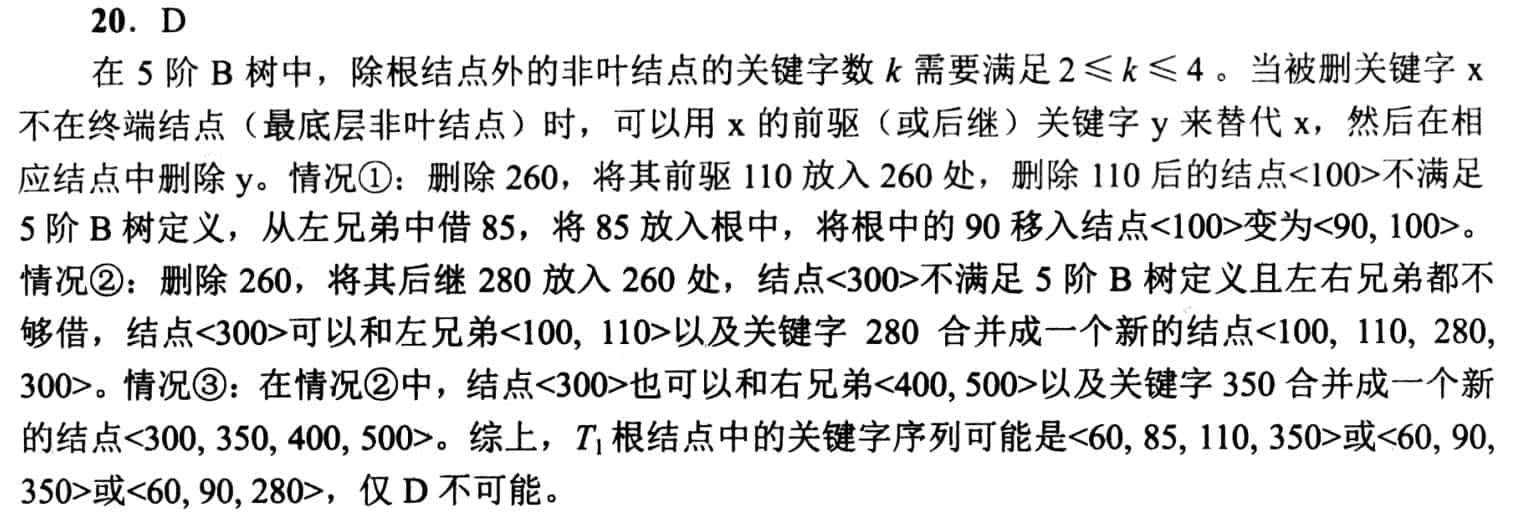 20．D
在 5 阶 B 树中，除根结点外的非叶结点的关键字数 k 需要满足 2≤k≤4。当被删关键字 x
不在终端结点（最底层非叶结点）时，可以用 x 的前驱（或后继）关键字 y 来替代 x，然后在相
应结点中删除 y。情况①：删除 260，将其前驱 110 放入 260 处，删除 110 后的结点<100>不满足
5 阶 B 树定义，从左兄弟中借 85，将 85 放入根中，将根中的 90 移入结点<100>变为<90, 100>。
情况②：删除 260，将其后继 280 放入 260 处，结点<300>不满足 5 阶 B 树定义且左右兄弟都不
够借，结点<300>可以和左兄弟<100, 110>以及关键字 280 合并成一个新的结点<100, 110, 280,
300>。情况③：在情况②中，结点<300>也可以和右兄弟<400, 500>以及关键字 350 合并成一个新
的结点<300, 350, 400, 500>。综上，T₁ 根结点中的关键字序列可能是<60, 85, 110, 350>或<60, 90,
350>或<60, 90, 280>，仅 D 不可能。